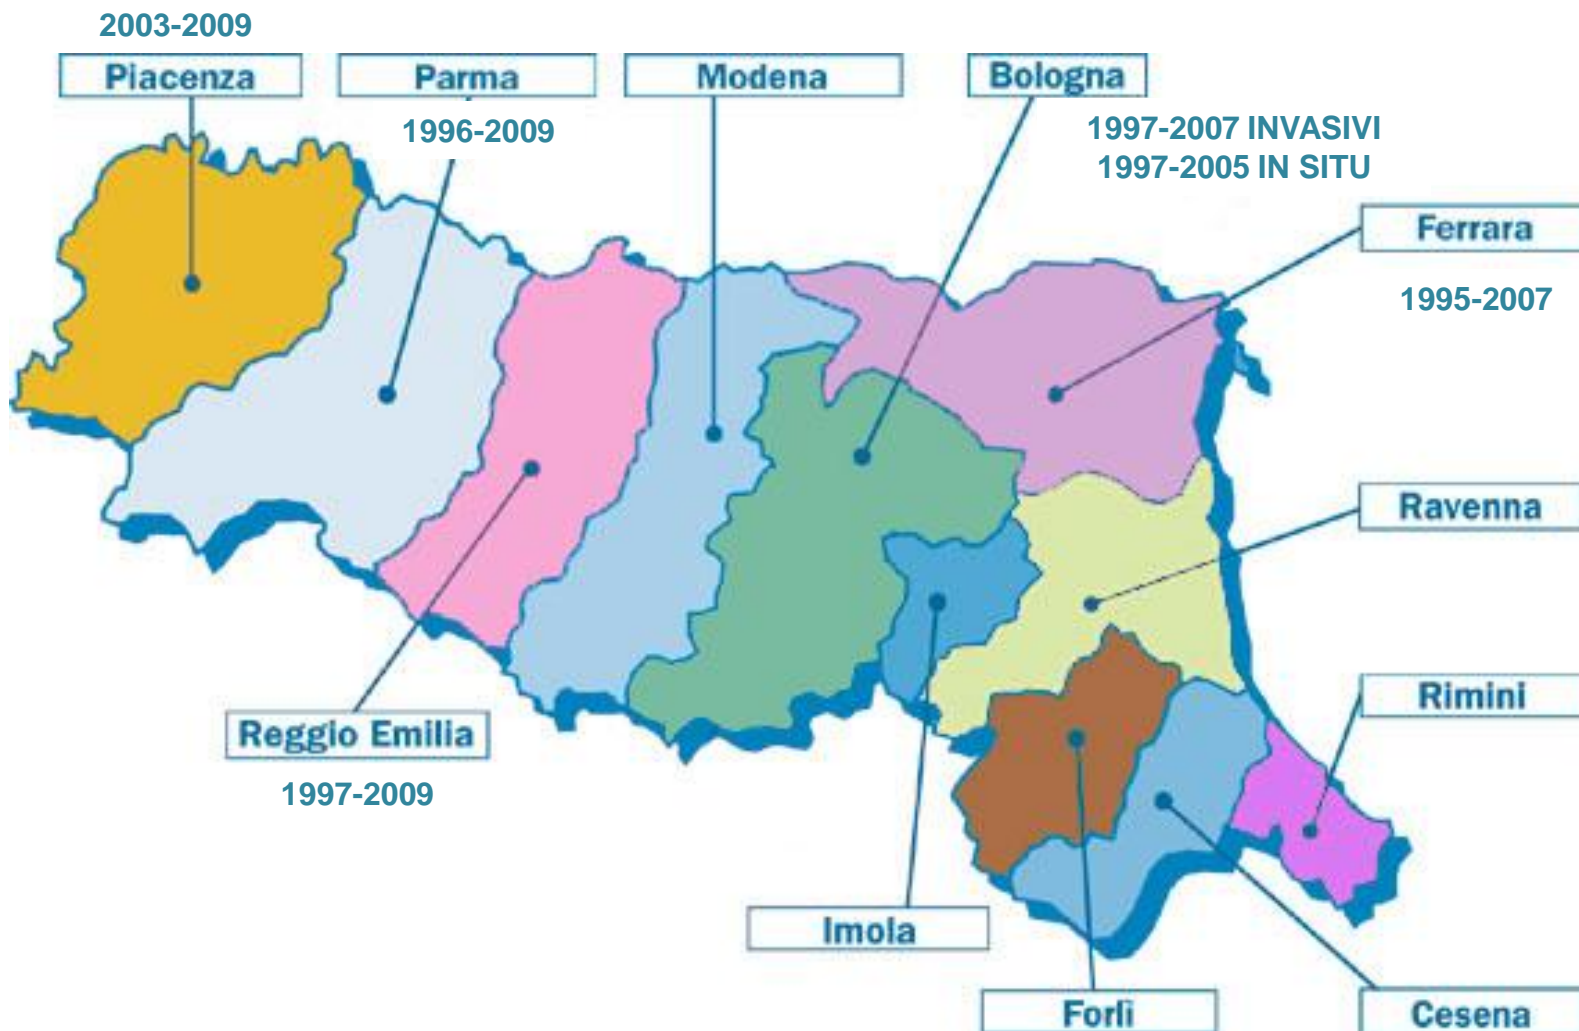 2003-2009
Piacenza
Parma
Modena
Bologna
1996-2009
1997-2007 INVASIVI
1997-2005 IN SITU
Ferrara
1995-2007
Ravenna
Rimini
Reggio Emilia
1997-2009
Imola
Forlì
Cesena